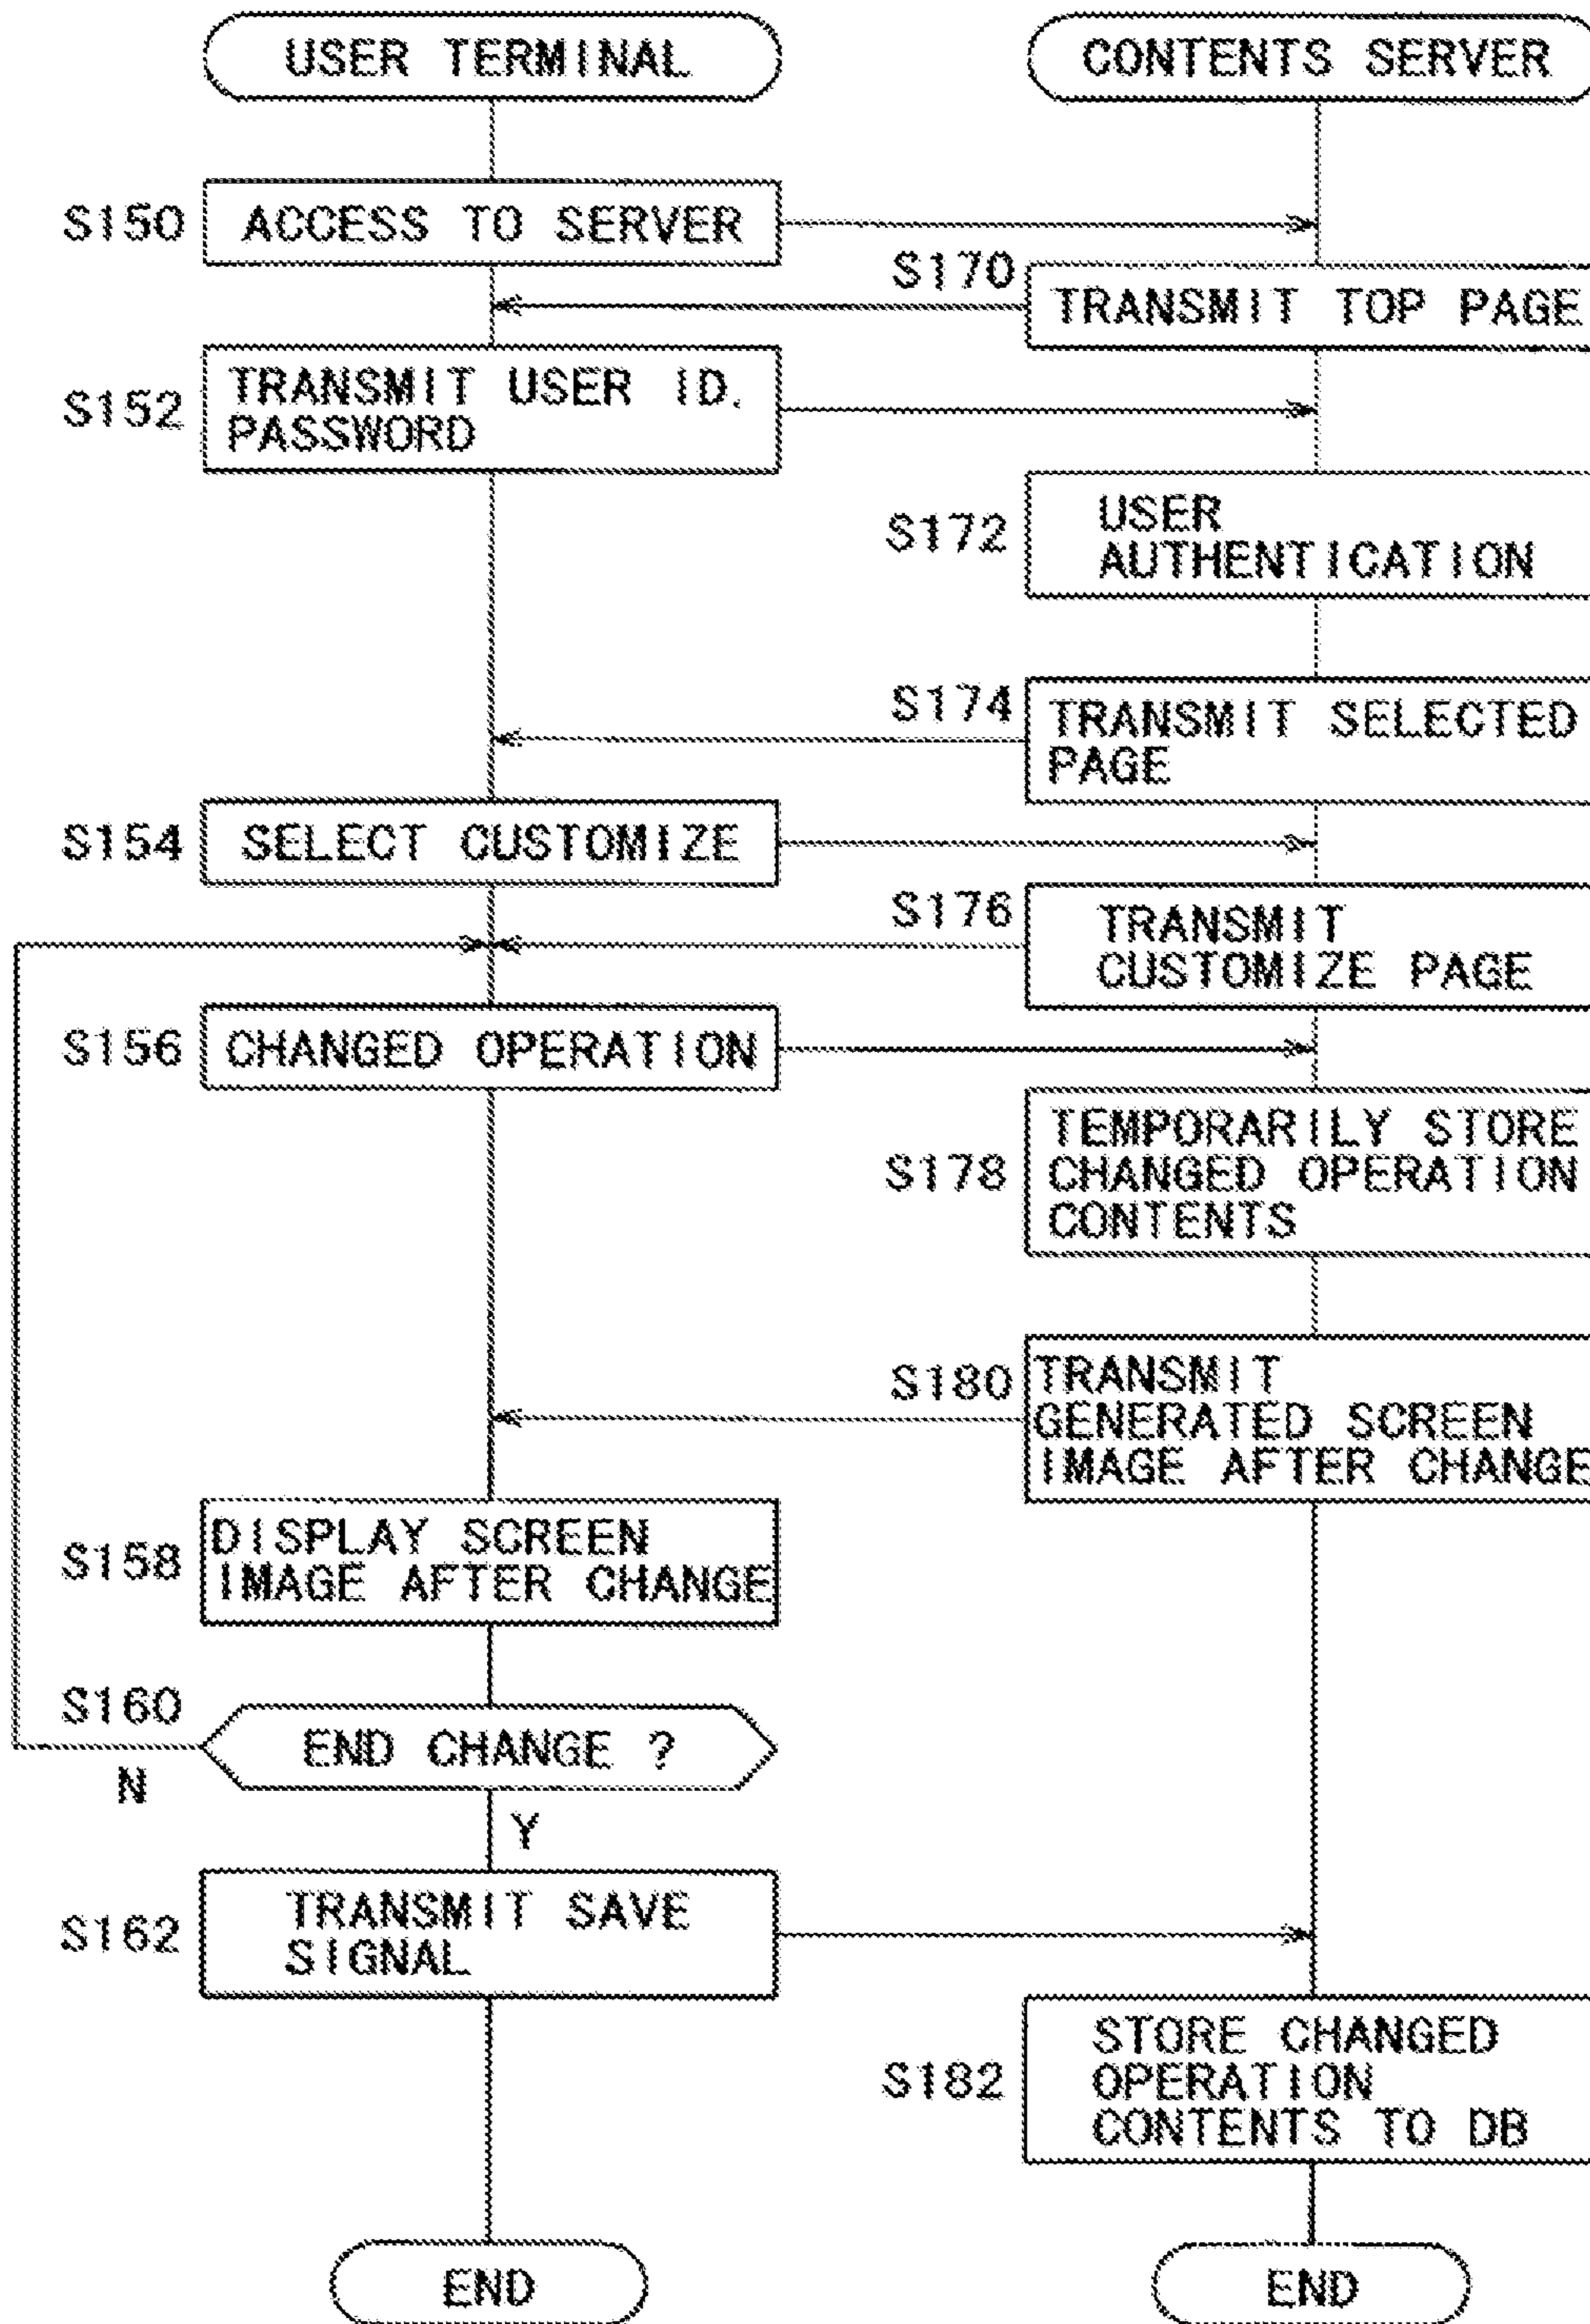 USER TERMINAL
CONTENTS SERVER
S150
ACCESS TO SERVER
S170
TRANSMIT TOP PAGE
S152
TRANSMIT USER ID.
PASSWORD
S172
USER
AUTHENTICATION
S174
TRANSMIT SELECTED
PAGE
S154
SELECT CUSTOMIZE
S176
TRANSMIT
CUSTOMIZE PAGE
S156
CHANGED OPERATION
S178
TEMPORARILY STORE
CHANGED OPERATION
CONTENTS
S180
TRANSMIT
GENERATED SCREEN
IMAGE AFTER CHANGE
S158
DISPLAY SCREEN
IMAGE AFTER CHANGE
S160
END CHANGE ?
N
Y
S162
TRANSMIT SAVE
SIGNAL
S182
STORE CHANGED
OPERATION
CONTENTS TO DB
END
END